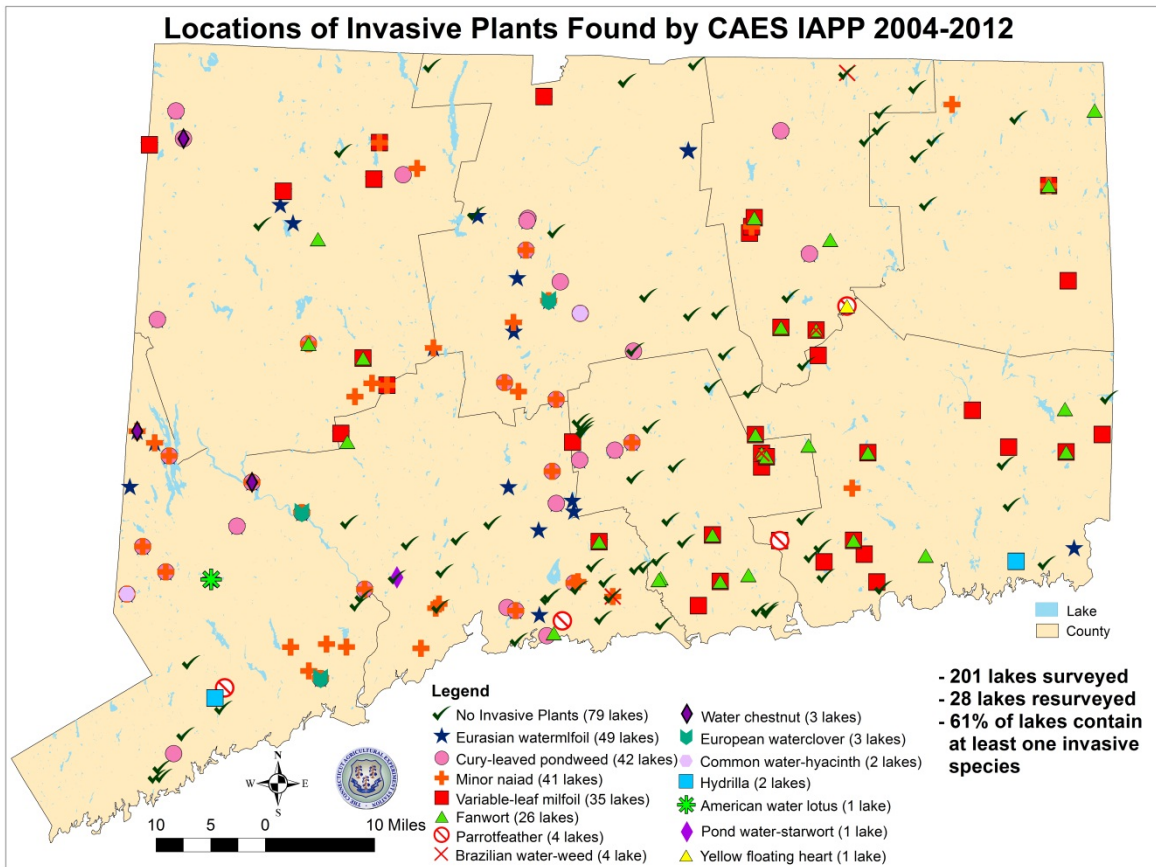 Locations of Invasive Plants Found by CAES IAPP 2004-2012
Lake
County
- 201 lakes surveyed
- 28 lakes resurveyed
- 61% of lakes contain
at least one invasive
species
Legend
No Invasive Plants (79 lakes)
Eurasian watermlfoil (49 lakes)
Cury-leaved pondweed (42 lakes)
Minor naiad (41 lakes)
Variable-leaf milfoil (35 lakes)
Fanwort (26 lakes)
Parrotfeather (4 lakes)
Brazilian water-weed (4 lake)
Water chestnut (3 lakes)
European waterclover (3 lakes)
Common water-hyacinth (2 lakes)
Hydrilla (2 lakes)
American water lotus (1 lake)
Pond water-starwort (1 lake)
Yellow floating heart (1 lake)
N
W E
S
10 5 0 10 Miles